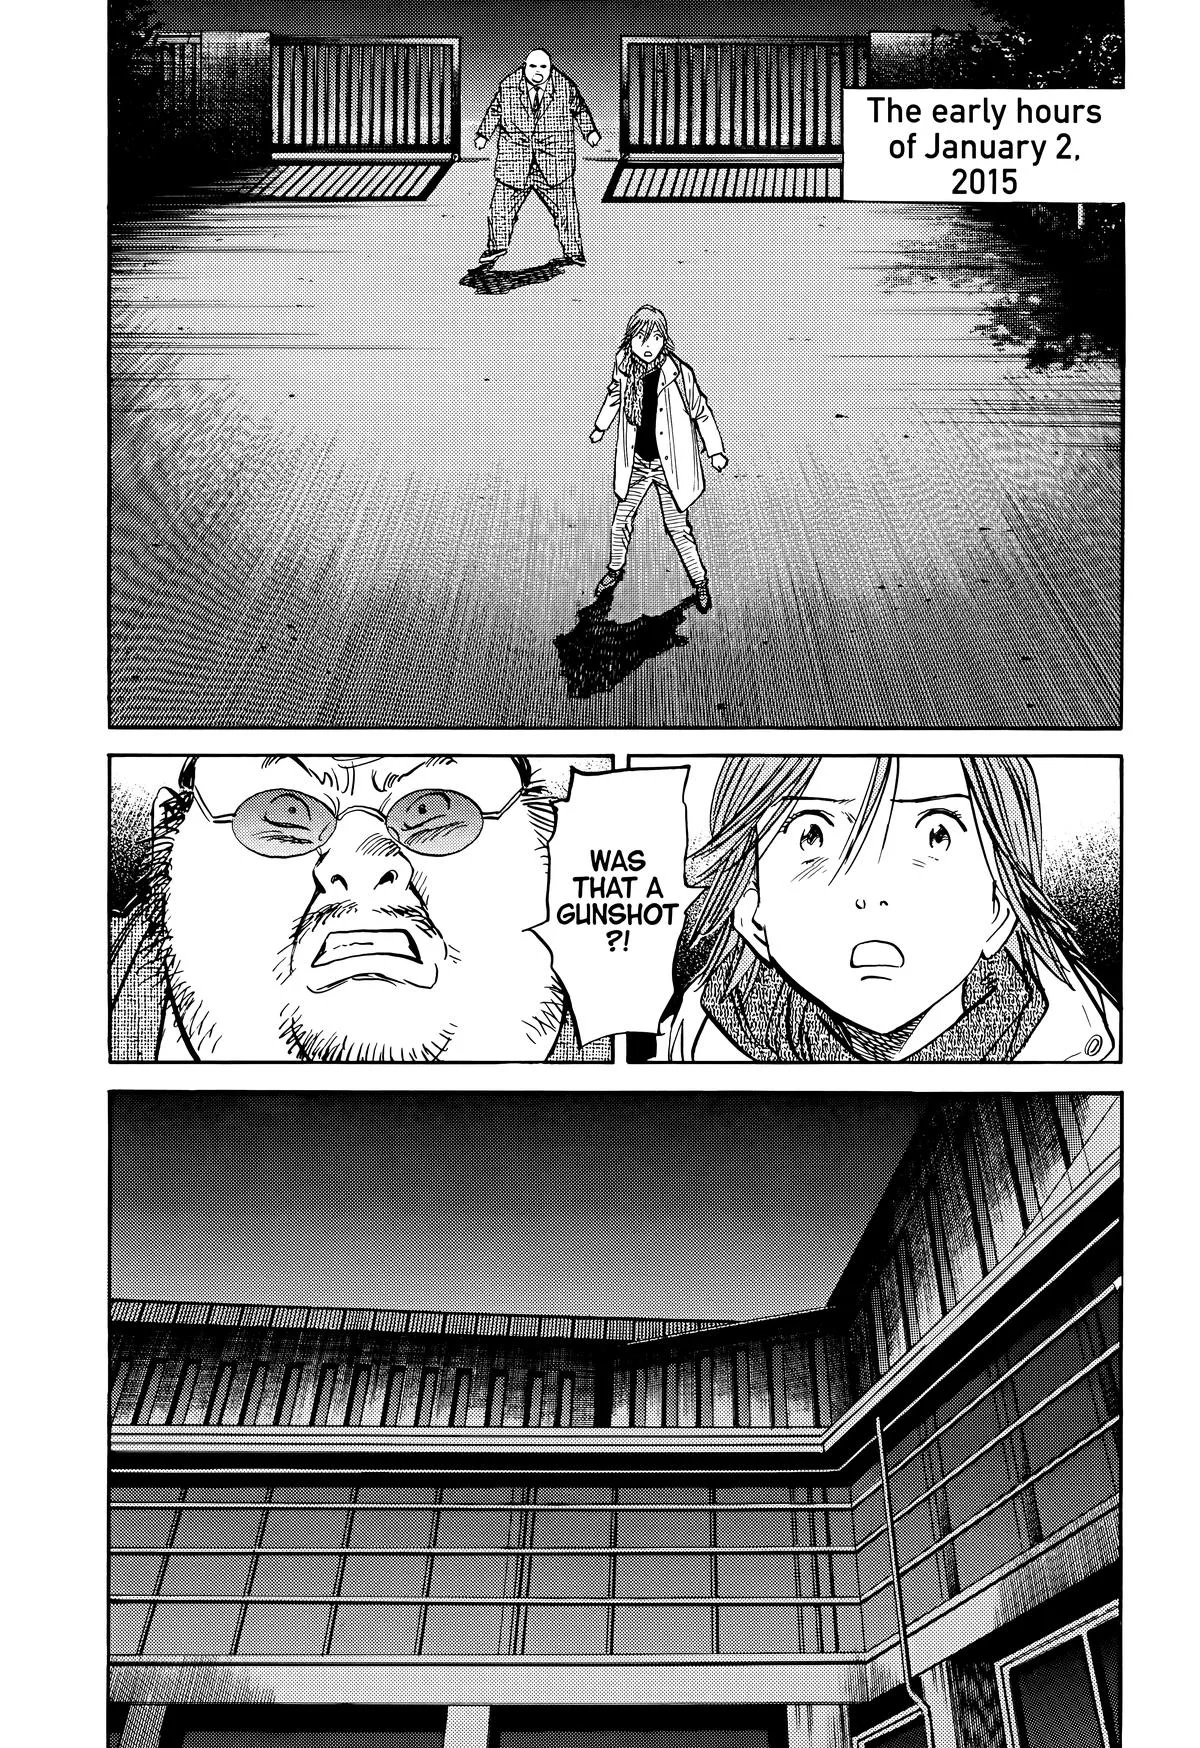 The early hours
of January 2,
2015
WAS
THAT A
GUNSHOT
?!